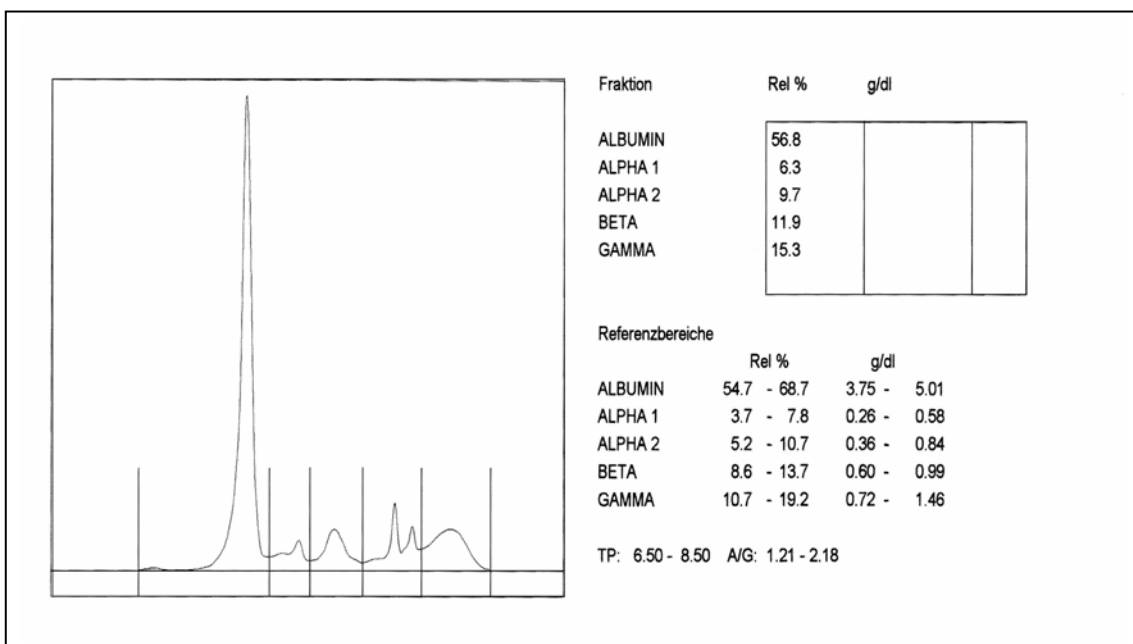 Fraktion Rel % g/dl
ALBUMIN 56.8
ALPHA 1 6.3
ALPHA 2 9.7
BETA 11.9
GAMMA 15.3
Referenzbereiche
Rel % g/dl
ALBUMIN 54.7 - 68.7 3.75 - 5.01
ALPHA 1 3.7 - 7.8 0.26 - 0.58
ALPHA 2 5.2 - 10.7 0.36 - 0.84
BETA 8.6 - 13.7 0.60 - 0.99
GAMMA 10.7 - 19.2 0.72 - 1.46
TP: 6.50 - 8.50 A/G: 1.21 - 2.18